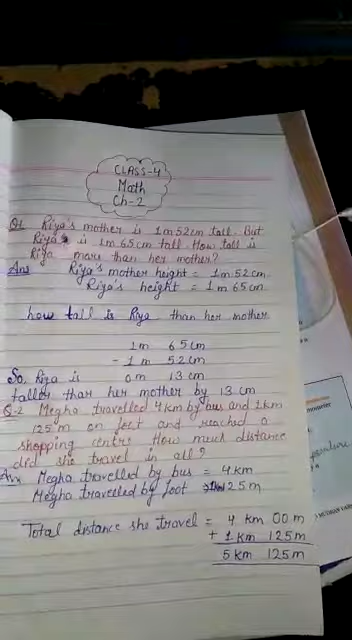 CLASS-4
Math
Ch-2
Q1 Riya's mother is 1m 52cm tall. But
Riya's is 1m 65cm tall. How tall is
Riya more than her mother?
Ans Riya's mother height = 1m 52cm.
Riya's height = 1m 65cm.
how tall is Riya than her mother
1m 65cm
- 1m 52cm
So, Riya is 0m 13cm
taller than her mother by 13 cm
Q.2 Megha travelled 4km by bus and 1km
125m on foot and reached a
shopping centre. How much distance
did she travel in all?
Ans Megha travelled by bus = 4km
Megha travelled by foot 125m
Total distance she travel = 4 km 00 m
+ 1 km 125m
5 km 125m